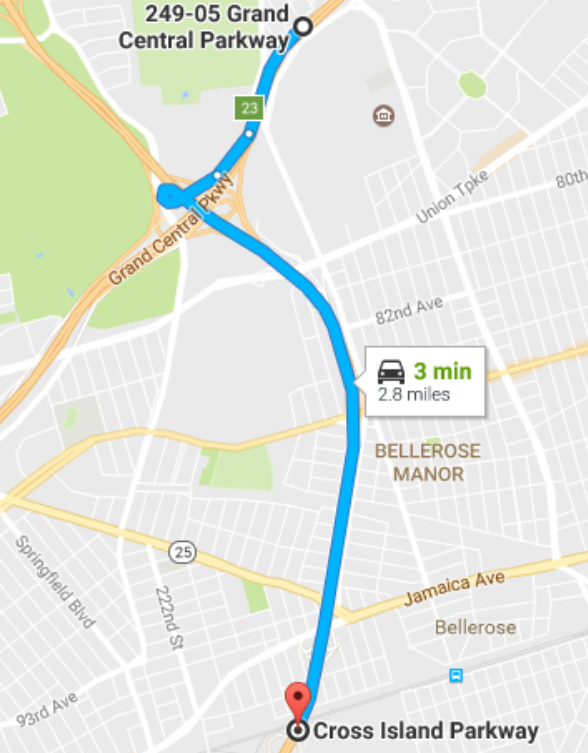 249-05 Grand
Central Parkway
23
Grand Central Pkwy
Union Tpke
80th
82nd Ave
3 min
2.8 miles
BELLEROSE
MANOR
25
Springfield Blvd
222nd St
Jamaica Ave
Bellerose
93rd Ave
Cross Island Parkway